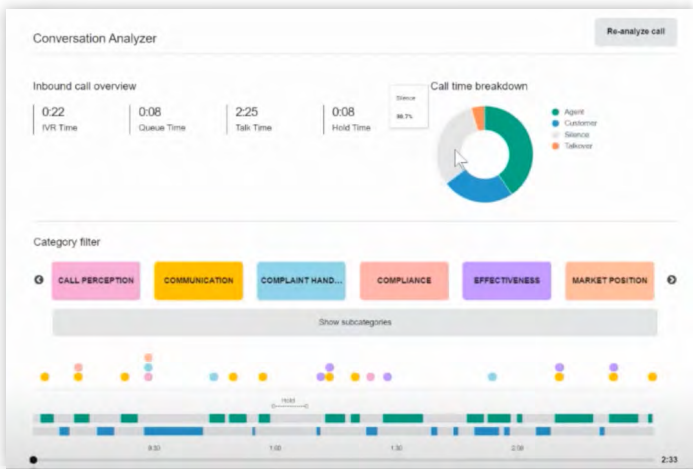 Conversation Analyzer
Re-analyze call
Inbound call overview
0:22
IVR Time
0:08
Queue Time
2:25
Talk Time
0:08
Hold Time
Silence
Call time breakdown
Agent
Customer
Silence
Talkover
Category filter
CALL PERCEPTION
COMMUNICATION
COMPLAINT HAND...
COMPLIANCE
EFFECTIVENESS
MARKET POSITION
Show subcategories
0:30
1:00
1:30
2:00
2:33